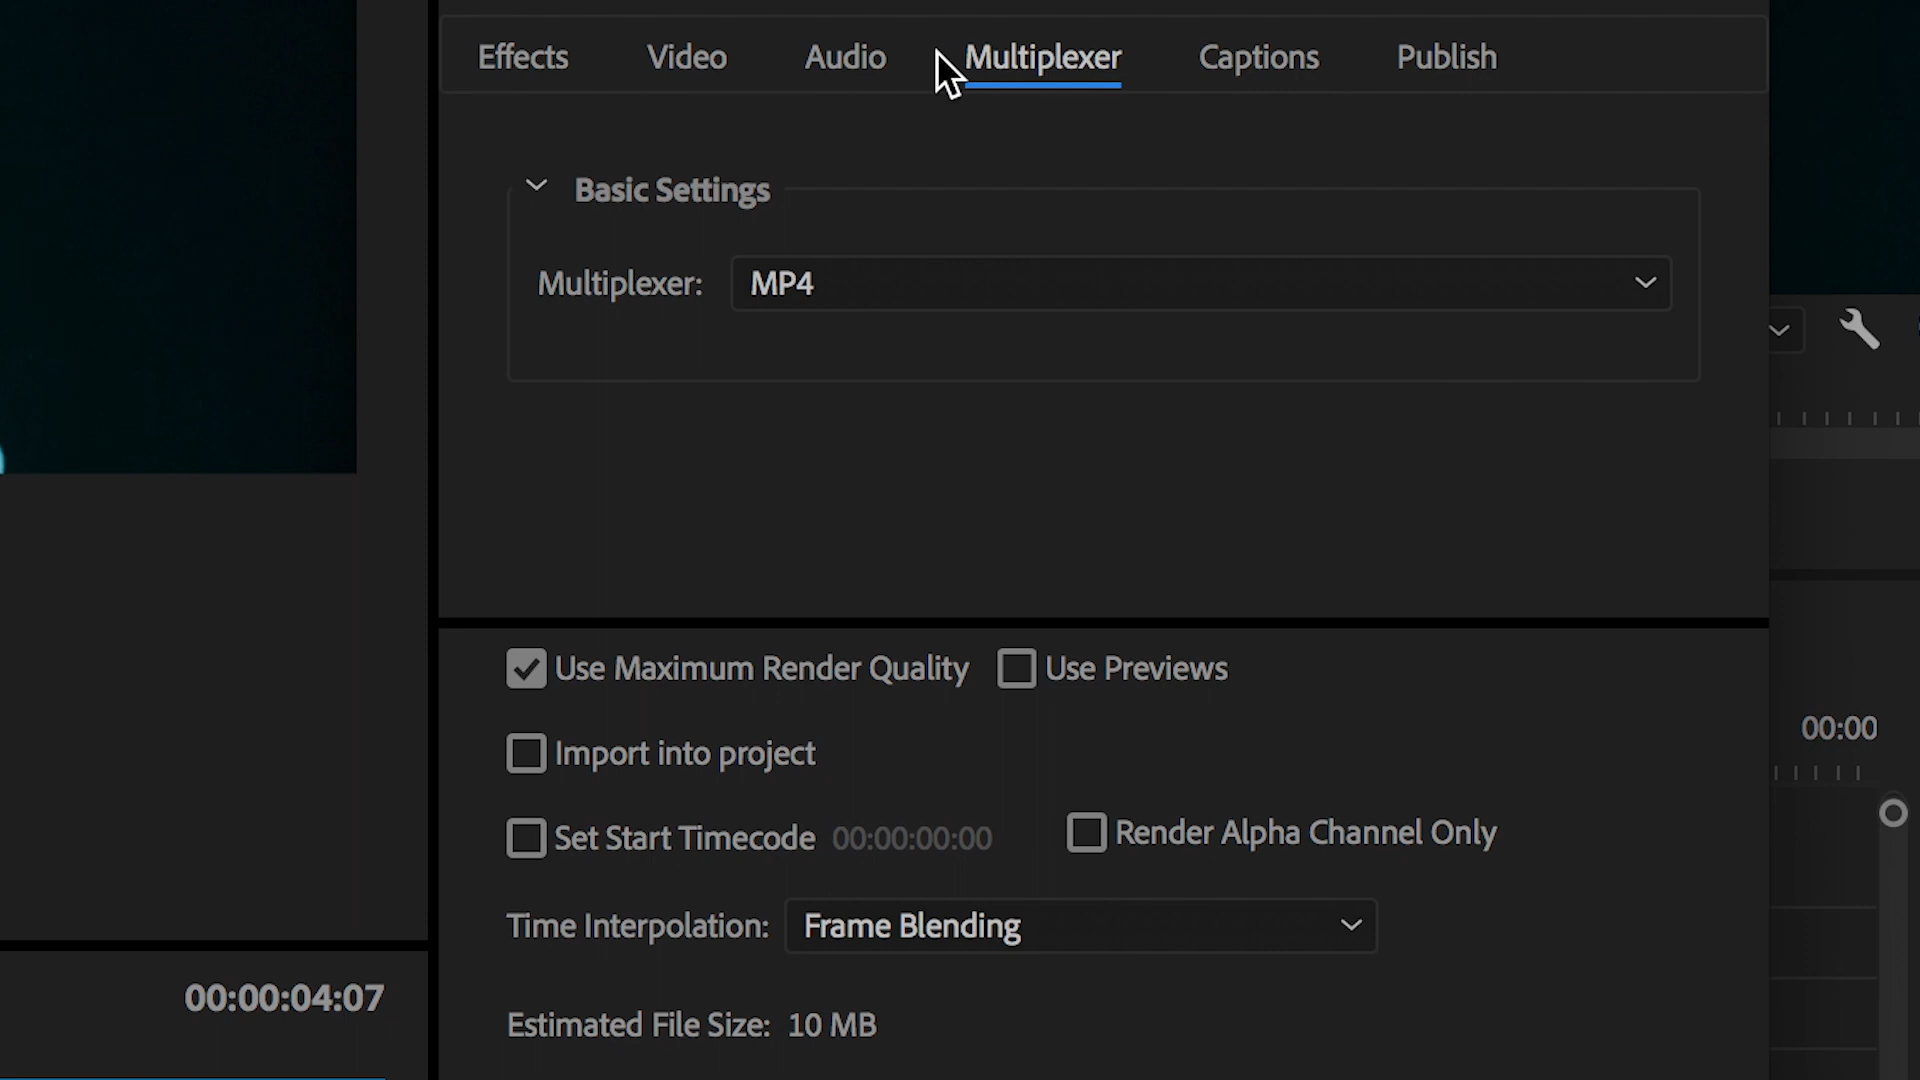 Effects Video Audio Multiplexer Captions Publish
Basic Settings
Multiplexer: MP4
Use Maximum Render Quality Use Previews
00:00
Import into project
Set Start Timecode 00:00:00:00 Render Alpha Channel Only
Time Interpolation: Frame Blending
00:00:04:07
Estimated File Size: 10 MB